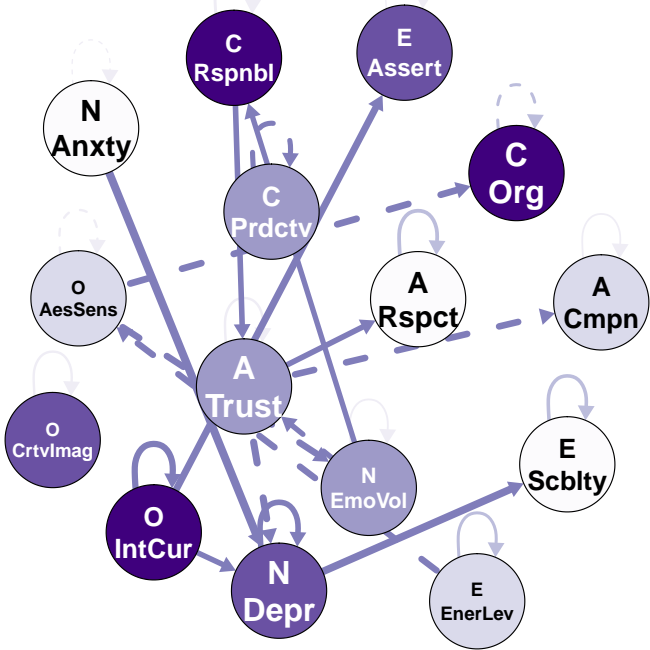 C
Rspnbl
E
Assert
N
Anxty
C
Org
C
Prdctv
O
AesSens
A
Rspct
A
Cmpn
A
Trust
O
CrtvImag
E
Scblty
N
EmoVol
O
IntCur
N
Depr
E
EnerLev